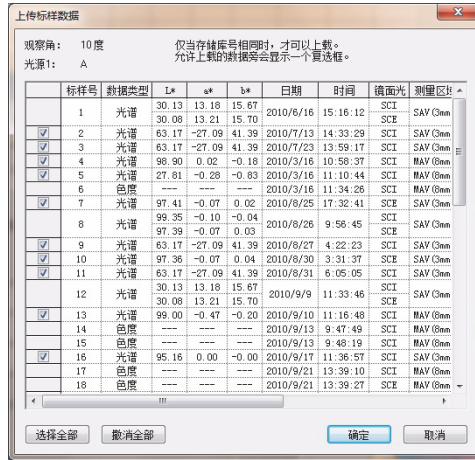 上传标样数据
观察角: 10度
仅当存储库号相同时,才可以上载。
允许上载的数据旁会显示一个复选框。
光源1: A
标样号 数据类型 L* a* b* 日期 时间 镜面光 测量区域
1 光谱 30.13 13.18 15.67 2010/6/16 15:16:12 SCI SAV(3mm
30.08 13.21 15.70 SCE
2 光谱 63.17 -27.09 41.39 2010/7/13 14:33:29 SCI SAV(3mm
3 光谱 63.17 -27.09 41.39 2010/7/23 13:59:17 SCI SAV(3mm
4 光谱 98.90 0.02 -0.18 2010/3/16 10:58:37 SCI MAV(8mm
5 光谱 27.81 -0.28 -0.83 2010/3/16 11:10:44 SCI MAV(8mm
6 色度 --- --- --- 2010/3/16 11:34:26 SCI MAV(8mm
7 光谱 97.41 -0.07 0.02 2010/8/25 17:32:41 SCE SAV(3mm
8 光谱 99.35 -0.10 -0.04 2010/8/26 9:56:45 SCI SAV(3mm
97.39 -0.07 0.03 SCE
9 光谱 63.17 -27.09 41.39 2010/8/27 4:22:23 SCI SAV(3mm
10 光谱 97.36 -0.07 0.04 2010/8/30 3:31:37 SCE SAV(3mm
11 光谱 63.17 -27.09 41.39 2010/8/31 6:05:05 SCI SAV(3mm
12 光谱 30.13 13.18 15.67 2010/9/9 11:33:46 SCI SAV(3mm
30.08 13.21 15.70 SCE
13 光谱 99.00 -0.47 -0.20 2010/9/10 11:16:48 SCI MAV(8mm
14 色度 --- --- --- 2010/9/13 9:47:49 SCI MAV(8mm
15 色度 --- --- --- 2010/9/13 9:48:19 SCI MAV(8mm
16 光谱 95.16 0.00 -0.00 2010/9/17 11:36:57 SCI MAV(8mm
17 色度 --- --- --- 2010/9/21 13:39:10 SCI MAV(8mm
18 色度 --- --- --- 2010/9/21 13:39:27 SCE MAV(8mm
选择全部 撤消全部 确定 取消